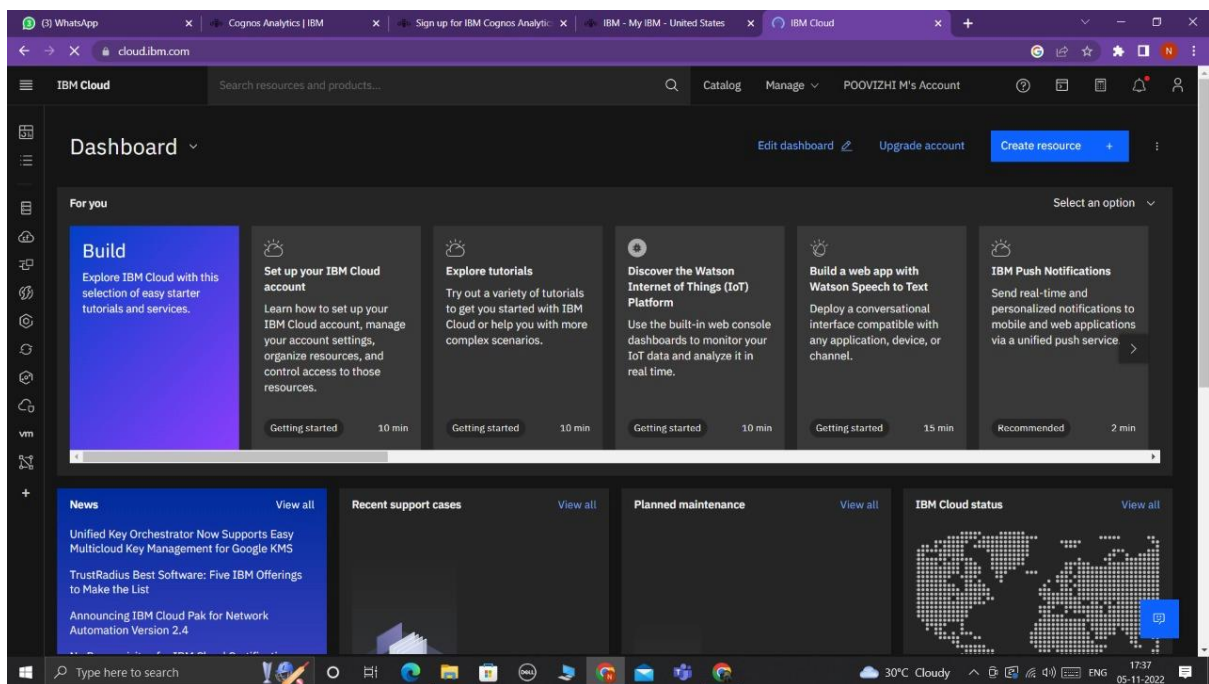 (3) WhatsApp
Cognos Analytics | IBM
Sign up for IBM Cognos Analytic
IBM - My IBM - United States
IBM Cloud
cloud.ibm.com
N
IBM Cloud
Search resources and products...
Catalog
Manage
POOVIZHI M's Account
Dashboard
Edit dashboard
Upgrade account
Create resource +
For you
Select an option
Build
Explore IBM Cloud with this
selection of easy starter
tutorials and services.
Set up your IBM Cloud
account
Learn how to set up your
IBM Cloud account, manage
your account settings,
organize resources, and
control access to those
resources.
Getting started 10 min
Explore tutorials
Try out a variety of tutorials
to get you started with IBM
Cloud or help you with more
complex scenarios.
Getting started 10 min
Discover the Watson
Internet of Things (IoT)
Platform
Use the built-in web console
dashboards to monitor your
IoT data and analyze it in
real time.
Getting started 10 min
Build a web app with
Watson Speech to Text
Deploy a conversational
interface compatible with
any application, device, or
channel.
Getting started 15 min
IBM Push Notifications
Send real-time and
personalized notifications to
mobile and web applications
via a unified push service.
Recommended 2 min
vm
News View all
Unified Key Orchestrator Now Supports Easy
Multicloud Key Management for Google KMS
TrustRadius Best Software: Five IBM Offerings
to Make the List
Announcing IBM Cloud Pak for Network
Automation Version 2.4
Recent support cases View all
Planned maintenance View all
IBM Cloud status View all
Type here to search
DELL
30°C Cloudy
ENG
17:37
05-11-2022